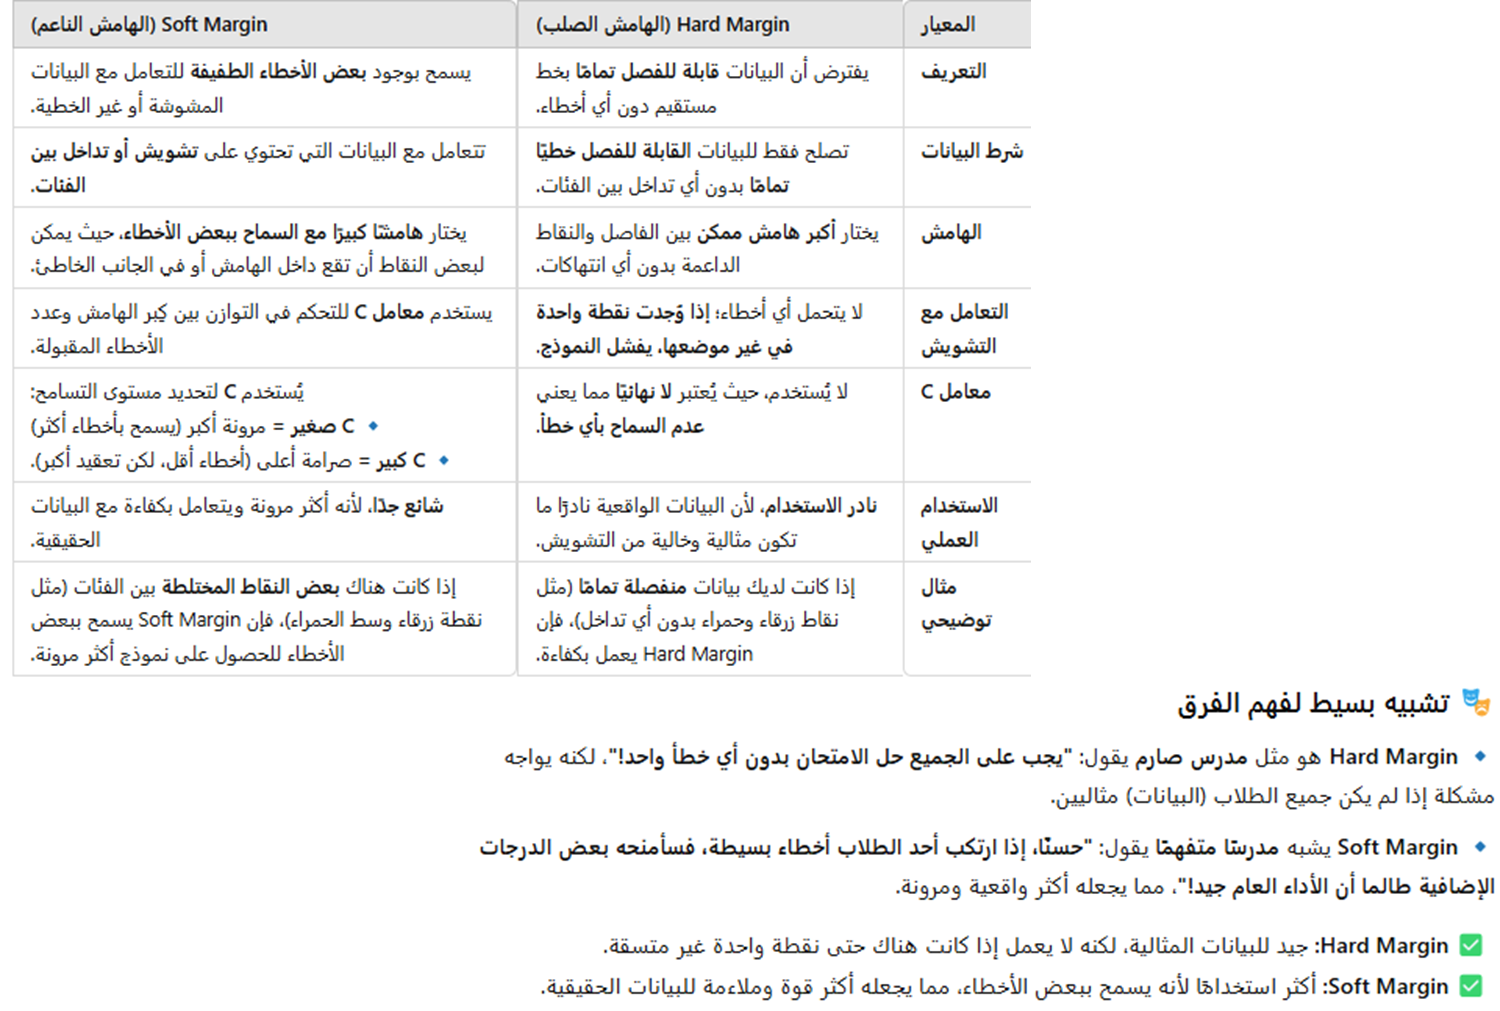 المعيار
Hard Margin (الهامش الصلب)
Soft Margin (الهامش الناعم)
التعريف
يفترض أن البيانات قابلة للفصل تمامًا بخط
مستقيم دون أي أخطاء.
يسمح بوجود بعض الأخطاء الطفيفة للتعامل مع البيانات
المشوشة أو غير الخطية.
شرط البيانات
تصلح فقط للبيانات القابلة للفصل خطيًا
تمامًا بدون أي تداخل بين الفئات.
تتعامل مع البيانات التي تحتوي على تشويش أو تداخل بين
الفئات.
الهامش
يختار أكبر هامش ممكن بين الفاصل والنقاط
الداعمة بدون أي انتهاكات.
يختار هامشًا كبيرًا مع السماح ببعض الأخطاء، حيث يمكن
لبعض النقاط أن تقع داخل الهامش أو في الجانب الخاطئ.
التعامل مع
التشويش
لا يتحمل أي أخطاء؛ إذا وُجدت نقطة واحدة
في غير موضعها، يفشل النموذج.
يستخدم معامل C للتحكم في التوازن بين كِبر الهامش وعدد
الأخطاء المقبولة.
معامل C
لا يُستخدم، حيث يُعتبر لا نهائيًا مما يعني
عدم السماح بأي خطأ.
يُستخدم C لتحديد مستوى التسامح:
🔹 C صغير = مرونة أكبر (يسمح بأخطاء أكثر)
🔹 C كبير = صرامة أعلى (أخطاء أقل، لكن تعقيد أكبر).
الاستخدام
العملي
نادر الاستخدام، لأن البيانات الواقعية نادرًا ما
تكون مثالية وخالية من التشويش.
شائع جدًا، لأنه أكثر مرونة ويتعامل بكفاءة مع البيانات
الحقيقية.
مثال
توضيحي
إذا كانت لديك بيانات منفصلة تمامًا (مثل
نقاط زرقاء وحمراء بدون أي تداخل)، فإن
Hard Margin يعمل بكفاءة.
إذا كانت هناك بعض النقاط المختلطة بين الفئات (مثل
نقطة زرقاء وسط الحمراء)، فإن Soft Margin يسمح ببعض
الأخطاء للحصول على نموذج أكثر مرونة.
🎭 تشبيه بسيط لفهم الفرق
🔹 Hard Margin هو مثل مدرس صارم يقول: "يجب على الجميع حل الامتحان بدون أي خطأ واحد!"، لكنه يواجه
مشكلة إذا لم يكن جميع الطلاب (البيانات) مثاليين.
🔹 Soft Margin يشبه مدرسًا متفهمًا يقول: "حسنًا، إذا ارتكب أحد الطلاب أخطاء بسيطة، فسأمنحه بعض الدرجات
الإضافية طالما أن الأداء العام جيد!"، مما يجعله أكثر واقعية ومرونة.
✅ Hard Margin: جيد للبيانات المثالية، لكنه لا يعمل إذا كانت هناك حتى نقطة واحدة غير متسقة.
✅ Soft Margin: أكثر استخدامًا لأنه يسمح ببعض الأخطاء، مما يجعله أكثر قوة وملاءمة للبيانات الحقيقية.